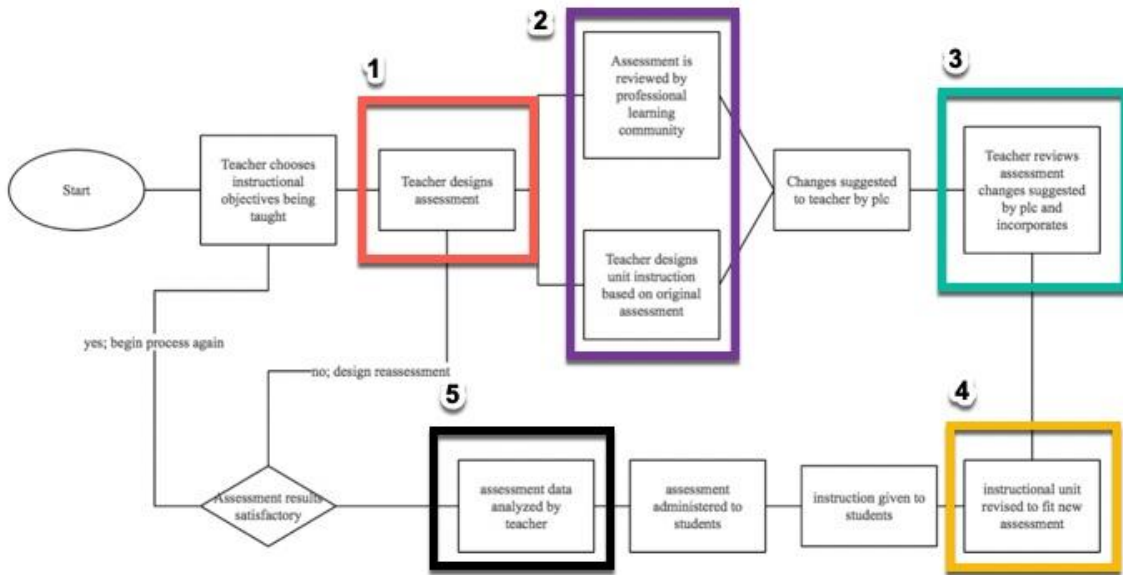 1
2
3
4
5
Start
Teacher chooses
instructional
objectives being
taught
Teacher designs
assessment
Assessment is
reviewed by
professional
learning
community
Teacher designs
unit instruction
based on original
assessment
Changes suggested
to teacher by plc
Teacher reviews
assessment
changes suggested
by plc and
incorporates
instructional unit
revised to fit new
assessment
instruction given to
students
assessment
administered to
students
assessment data
analyzed by
teacher
Assessment results
satisfactory
no; design reassessment
yes; begin process again